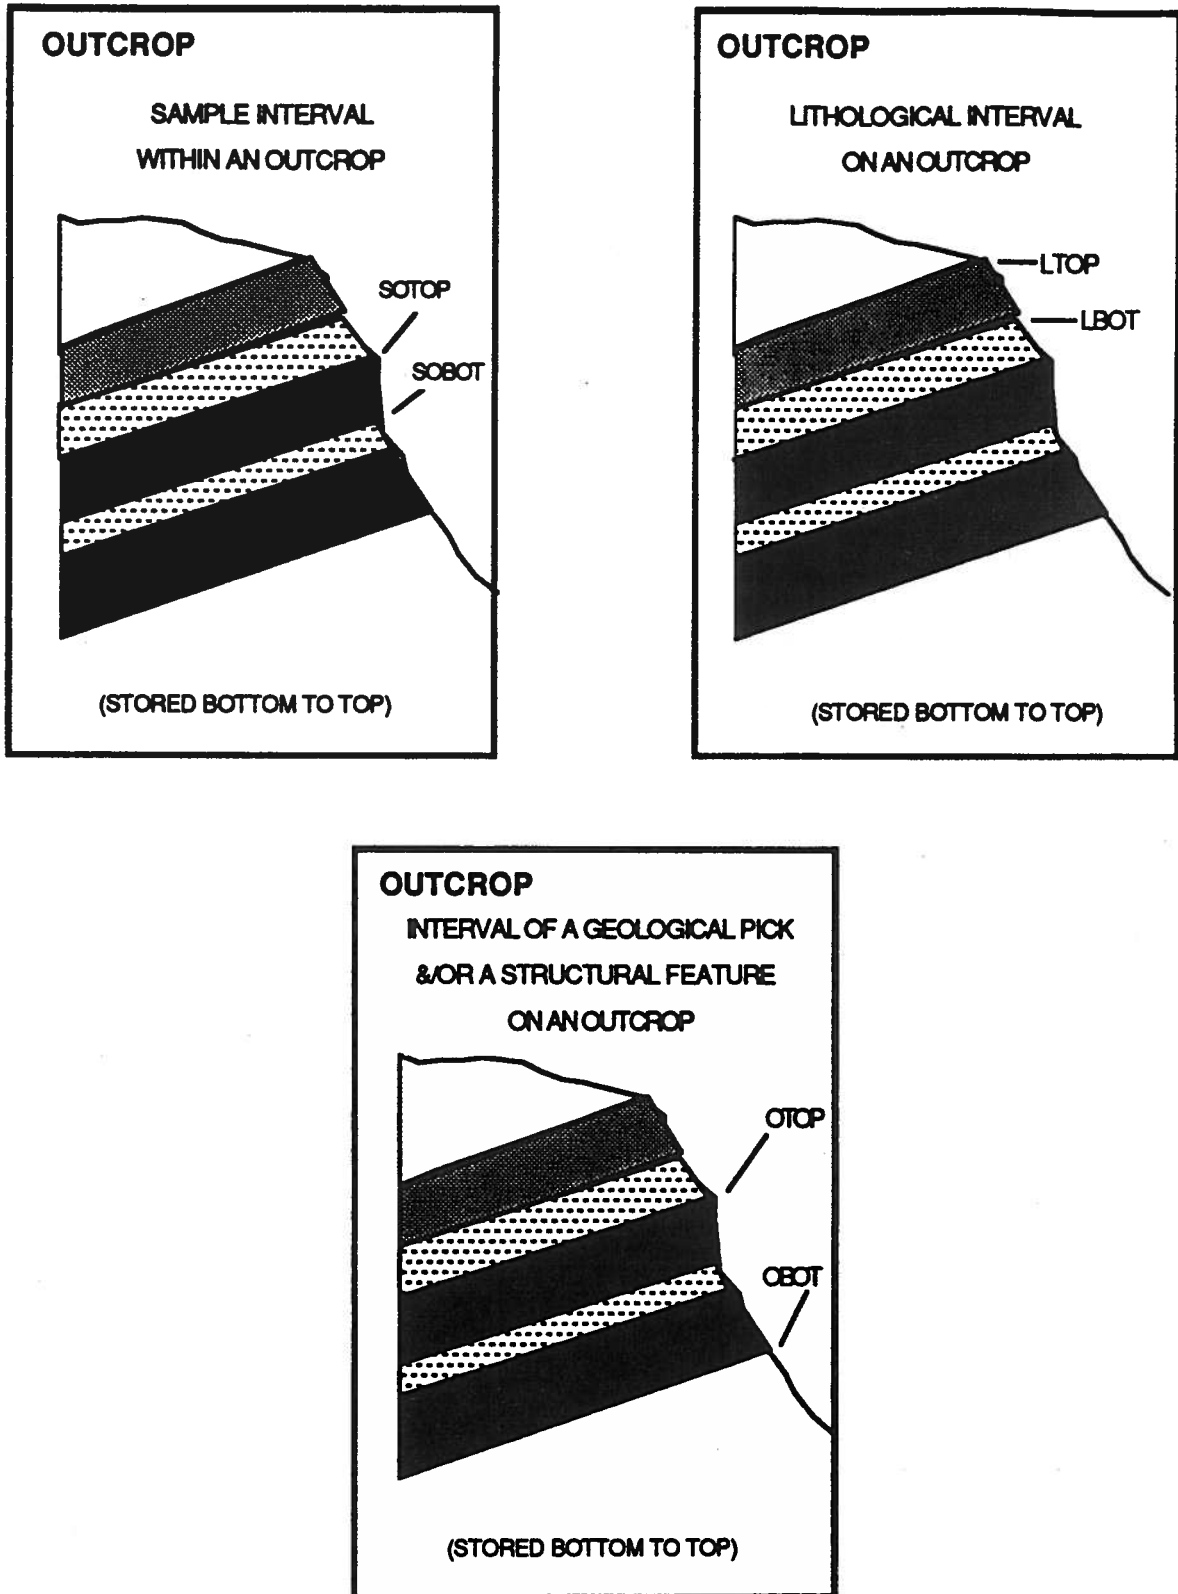 OUTCROP
SAMPLE INTERVAL
WITHIN AN OUTCROP
SOTOP
SOBOT
(STORED BOTTOM TO TOP)
OUTCROP
LITHOLOGICAL INTERVAL
ON AN OUTCROP
LTOP
LBOT
(STORED BOTTOM TO TOP)
OUTCROP
INTERVAL OF A GEOLOGICAL PICK
&/OR A STRUCTURAL FEATURE
ON AN OUTCROP
OTOP
OBOT
(STORED BOTTOM TO TOP)